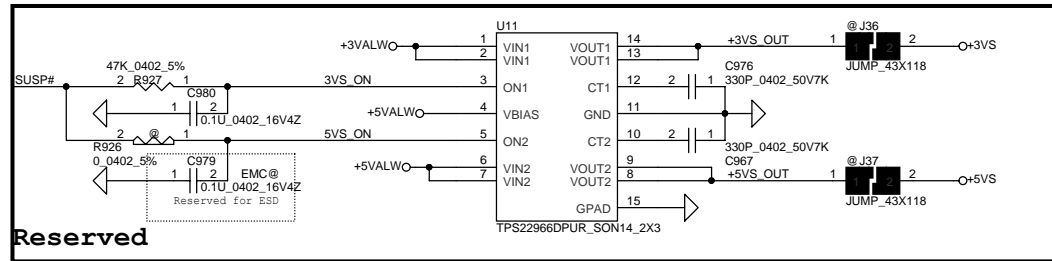 U11
@ J36
+3VALW
1
VIN1
VOUT1
14
+3VS_OUT
1
1
2
2
+3VS
2
VIN1
VOUT1
13
JUMP_43X118
47K_0402_5%
SUSP#
2
R927
1
3VS_ON
3
ON1
CT1
12
2
1
C976
330P_0402_50V7K
C980
1
2
0.1U_0402_16V4Z
+5VALW
4
VBIAS
GND
11
2
@
1
5VS_ON
5
ON2
CT2
10
2
1
330P_0402_50V7K
R926
0_0402_5%
C979
1
2
EMC@
0.1U_0402_16V4Z
Reserved for ESD
+5VALW
6
VIN2
VOUT2
9
C967
@ J37
7
VIN2
VOUT2
8
+5VS_OUT
1
1
2
2
+5VS
JUMP_43X118
GPAD
15
TPS22966DPUR_SON14_2X3
Reserved